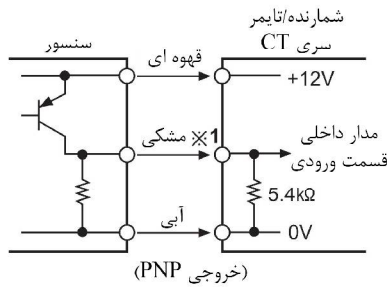 شمارنده/تایمر
سری CT
سنسور
قهوه ای
+12V
مشکی ※1
مدار داخلی
قسمت ورودی
5.4kΩ
آبی
0V
(خروجی PNP)